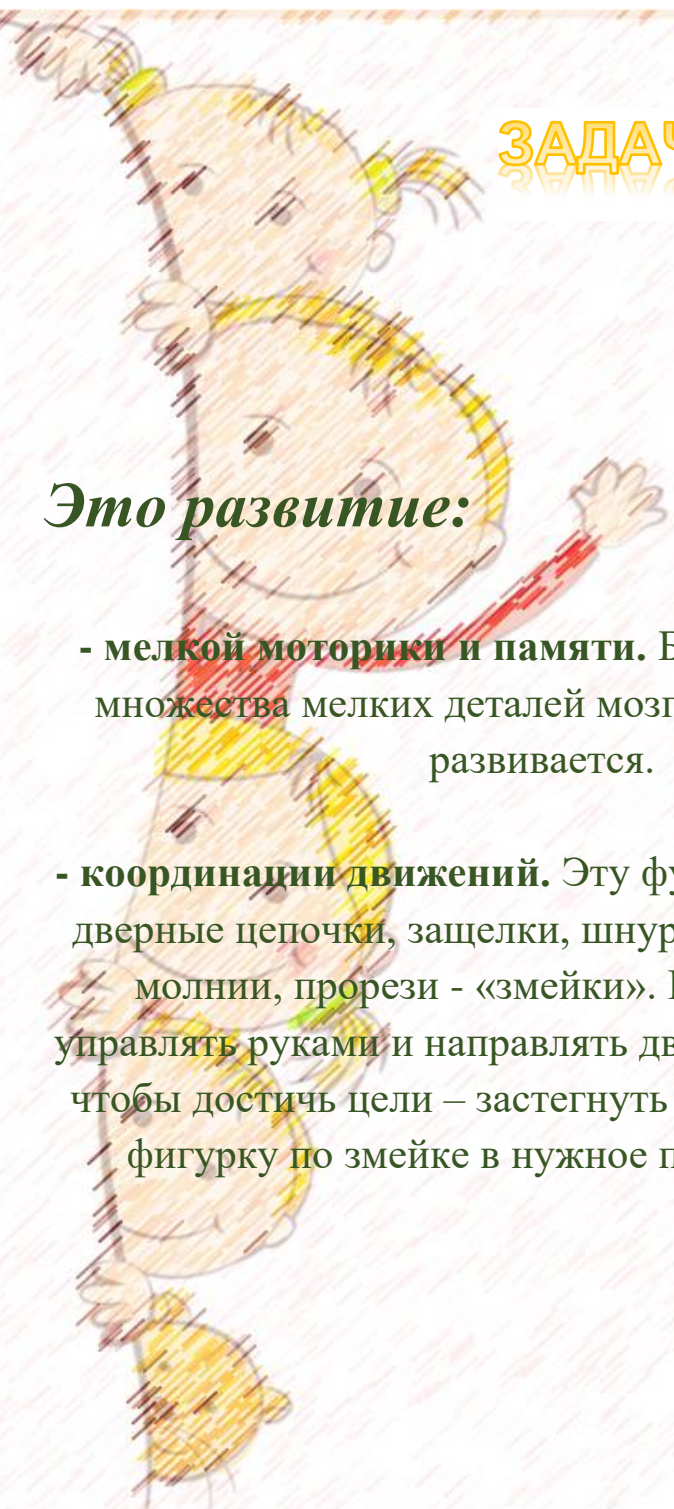 ЗАДАЧ
Это развитие:
- мелкой моторики и памяти.
множества мелких деталей мозг
развивается.
- координации движений. Эту фу
дверные цепочки, защелки, шнур
молнии, прорези - «змейки».
управлять руками и направлять дв
чтобы достичь цели – застегнуть
фигурку по змейке в нужное п